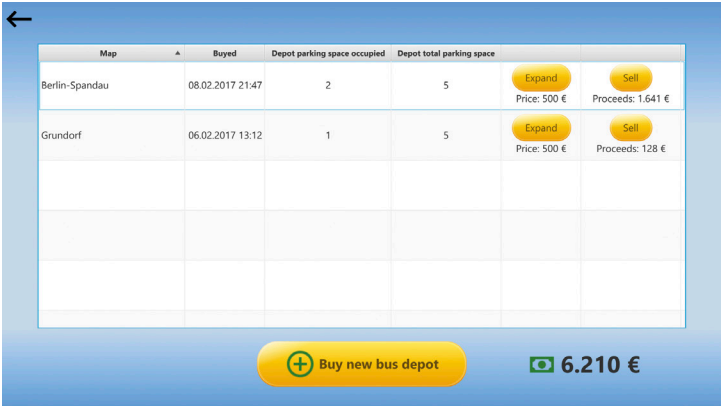 Map Buyed Depot parking space occupied Depot total parking space
Berlin-Spandau 08.02.2017 21:47 2 5 Expand Sell
Price: 500 € Proceeds: 1.641 €
Grundorf 06.02.2017 13:12 1 5 Expand Sell
Price: 500 € Proceeds: 128 €
Buy new bus depot 6.210 €